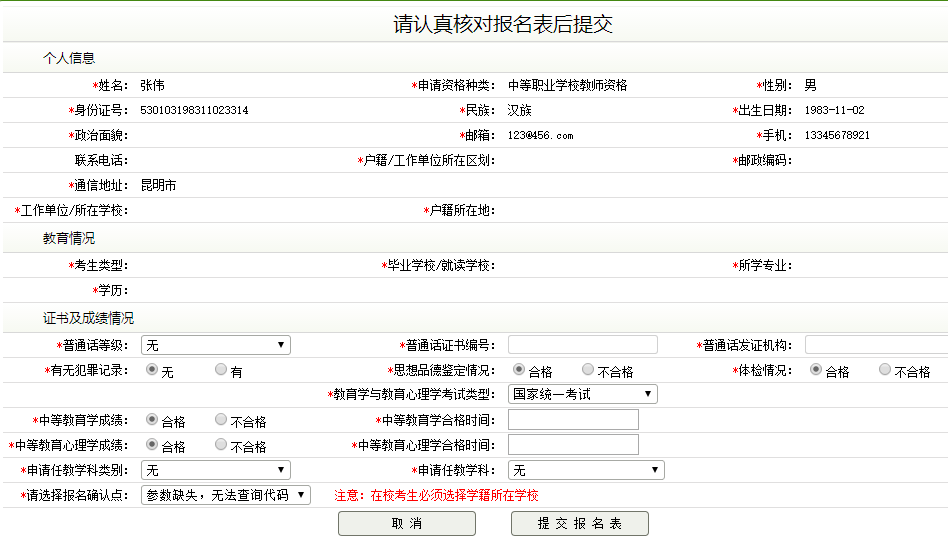 请认真核对报名表后提交
个人信息
*姓名: 张伟 *申请资格种类: 中等职业学校教师资格 *性别: 男
*身份证号: 530103198311023314 *民族: 汉族 *出生日期: 1983-11-02
*政治面貌: *邮箱: 123@456.com *手机: 13345678921
联系电话: *户籍/工作单位所在区划: *邮政编码:
*通信地址: 昆明市
*工作单位/所在学校: *户籍所在地:
教育情况
*考生类型: *毕业学校/就读学校: *所学专业:
*学历:
证书及成绩情况
*普通话等级: 无 *普通话证书编号: *普通话发证机构:
*有无犯罪记录: 无 有 *思想品德鉴定情况: 合格 不合格 *体检情况: 合格 不合格
*教育学与教育心理学考试类型: 国家统一考试
*中等教育学成绩: 合格 不合格 *中等教育学合格时间:
*中等教育心理学成绩: 合格 不合格 *中等教育心理学合格时间:
*申请任教学科类别: 无 *申请任教学科: 无
*请选择报名确认点: 参数缺失，无法查询代码 注意：在校考生必须选择学籍所在学校
取 消 提 交 报 名 表